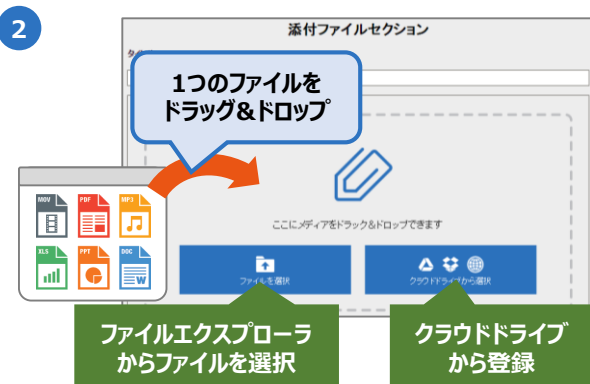 2
添付ファイルセクション
1つのファイルを
ドラッグ&ドロップ
MOV
PDF
MP3
XLS
PPT
DOC
W
ここにメディアをドラック&ドロップできます
ファイルを選択
クラウドドライブから選択
ファイルエクスプローラ
からファイルを選択
クラウドドライブ
から登録